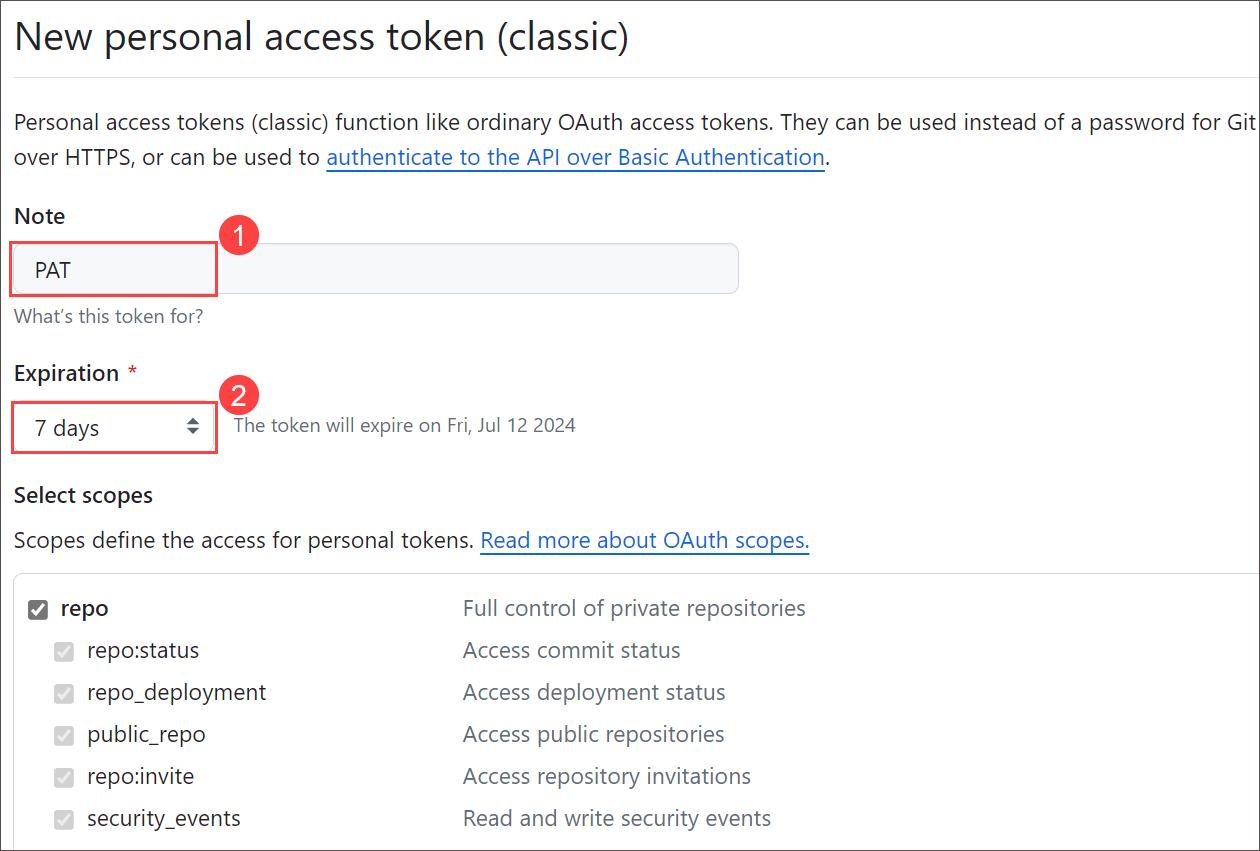 New personal access token (classic)
Personal access tokens (classic) function like ordinary OAuth access tokens. They can be used instead of a password for Git
over HTTPS, or can be used to authenticate to the API over Basic Authentication.
Note
1
PAT
What's this token for?
Expiration *
2
7 days The token will expire on Fri, Jul 12 2024
Select scopes
Scopes define the access for personal tokens. Read more about OAuth scopes.
repo Full control of private repositories
repo:status Access commit status
repo_deployment Access deployment status
public_repo Access public repositories
repo:invite Access repository invitations
security_events Read and write security events